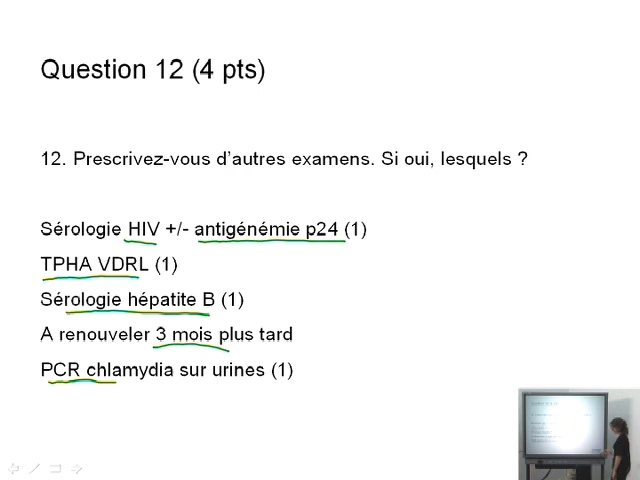 Question 12 (4 pts)
12. Prescrivez-vous d'autres examens. Si oui, lesquels ?
Sérologie HIV +/- antigénémie p24 (1)
TPHA VDRL (1)
Sérologie hépatite B (1)
A renouveler 3 mois plus tard
PCR chlamydia sur urines (1)